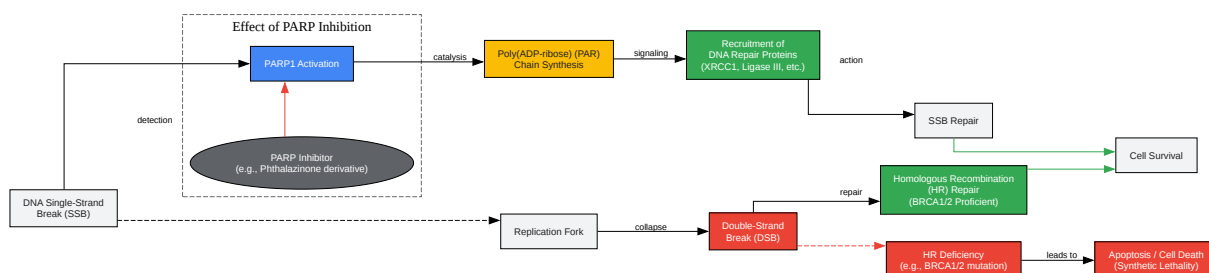 Effect of PARP Inhibition
PARP1 Activation
catalysis
Poly(ADP-ribose) (PAR)
Chain Synthesis
signaling
Recruitment of
DNA Repair Proteins
(XRCC1, Ligase III, etc.)
action
detection
SSB Repair
PARP Inhibitor
(e.g., Phthalazinone derivative)
Cell Survival
DNA Single-Strand
Break (SSB)
Homologous Recombination
(HR) Repair
(BRCA1/2 Proficient)
repair
Replication Fork
collapse
Double-Strand
Break (DSB)
HR Deficiency
(e.g., BRCA1/2 mutation)
leads to
Apoptosis / Cell Death
(Synthetic Lethality)